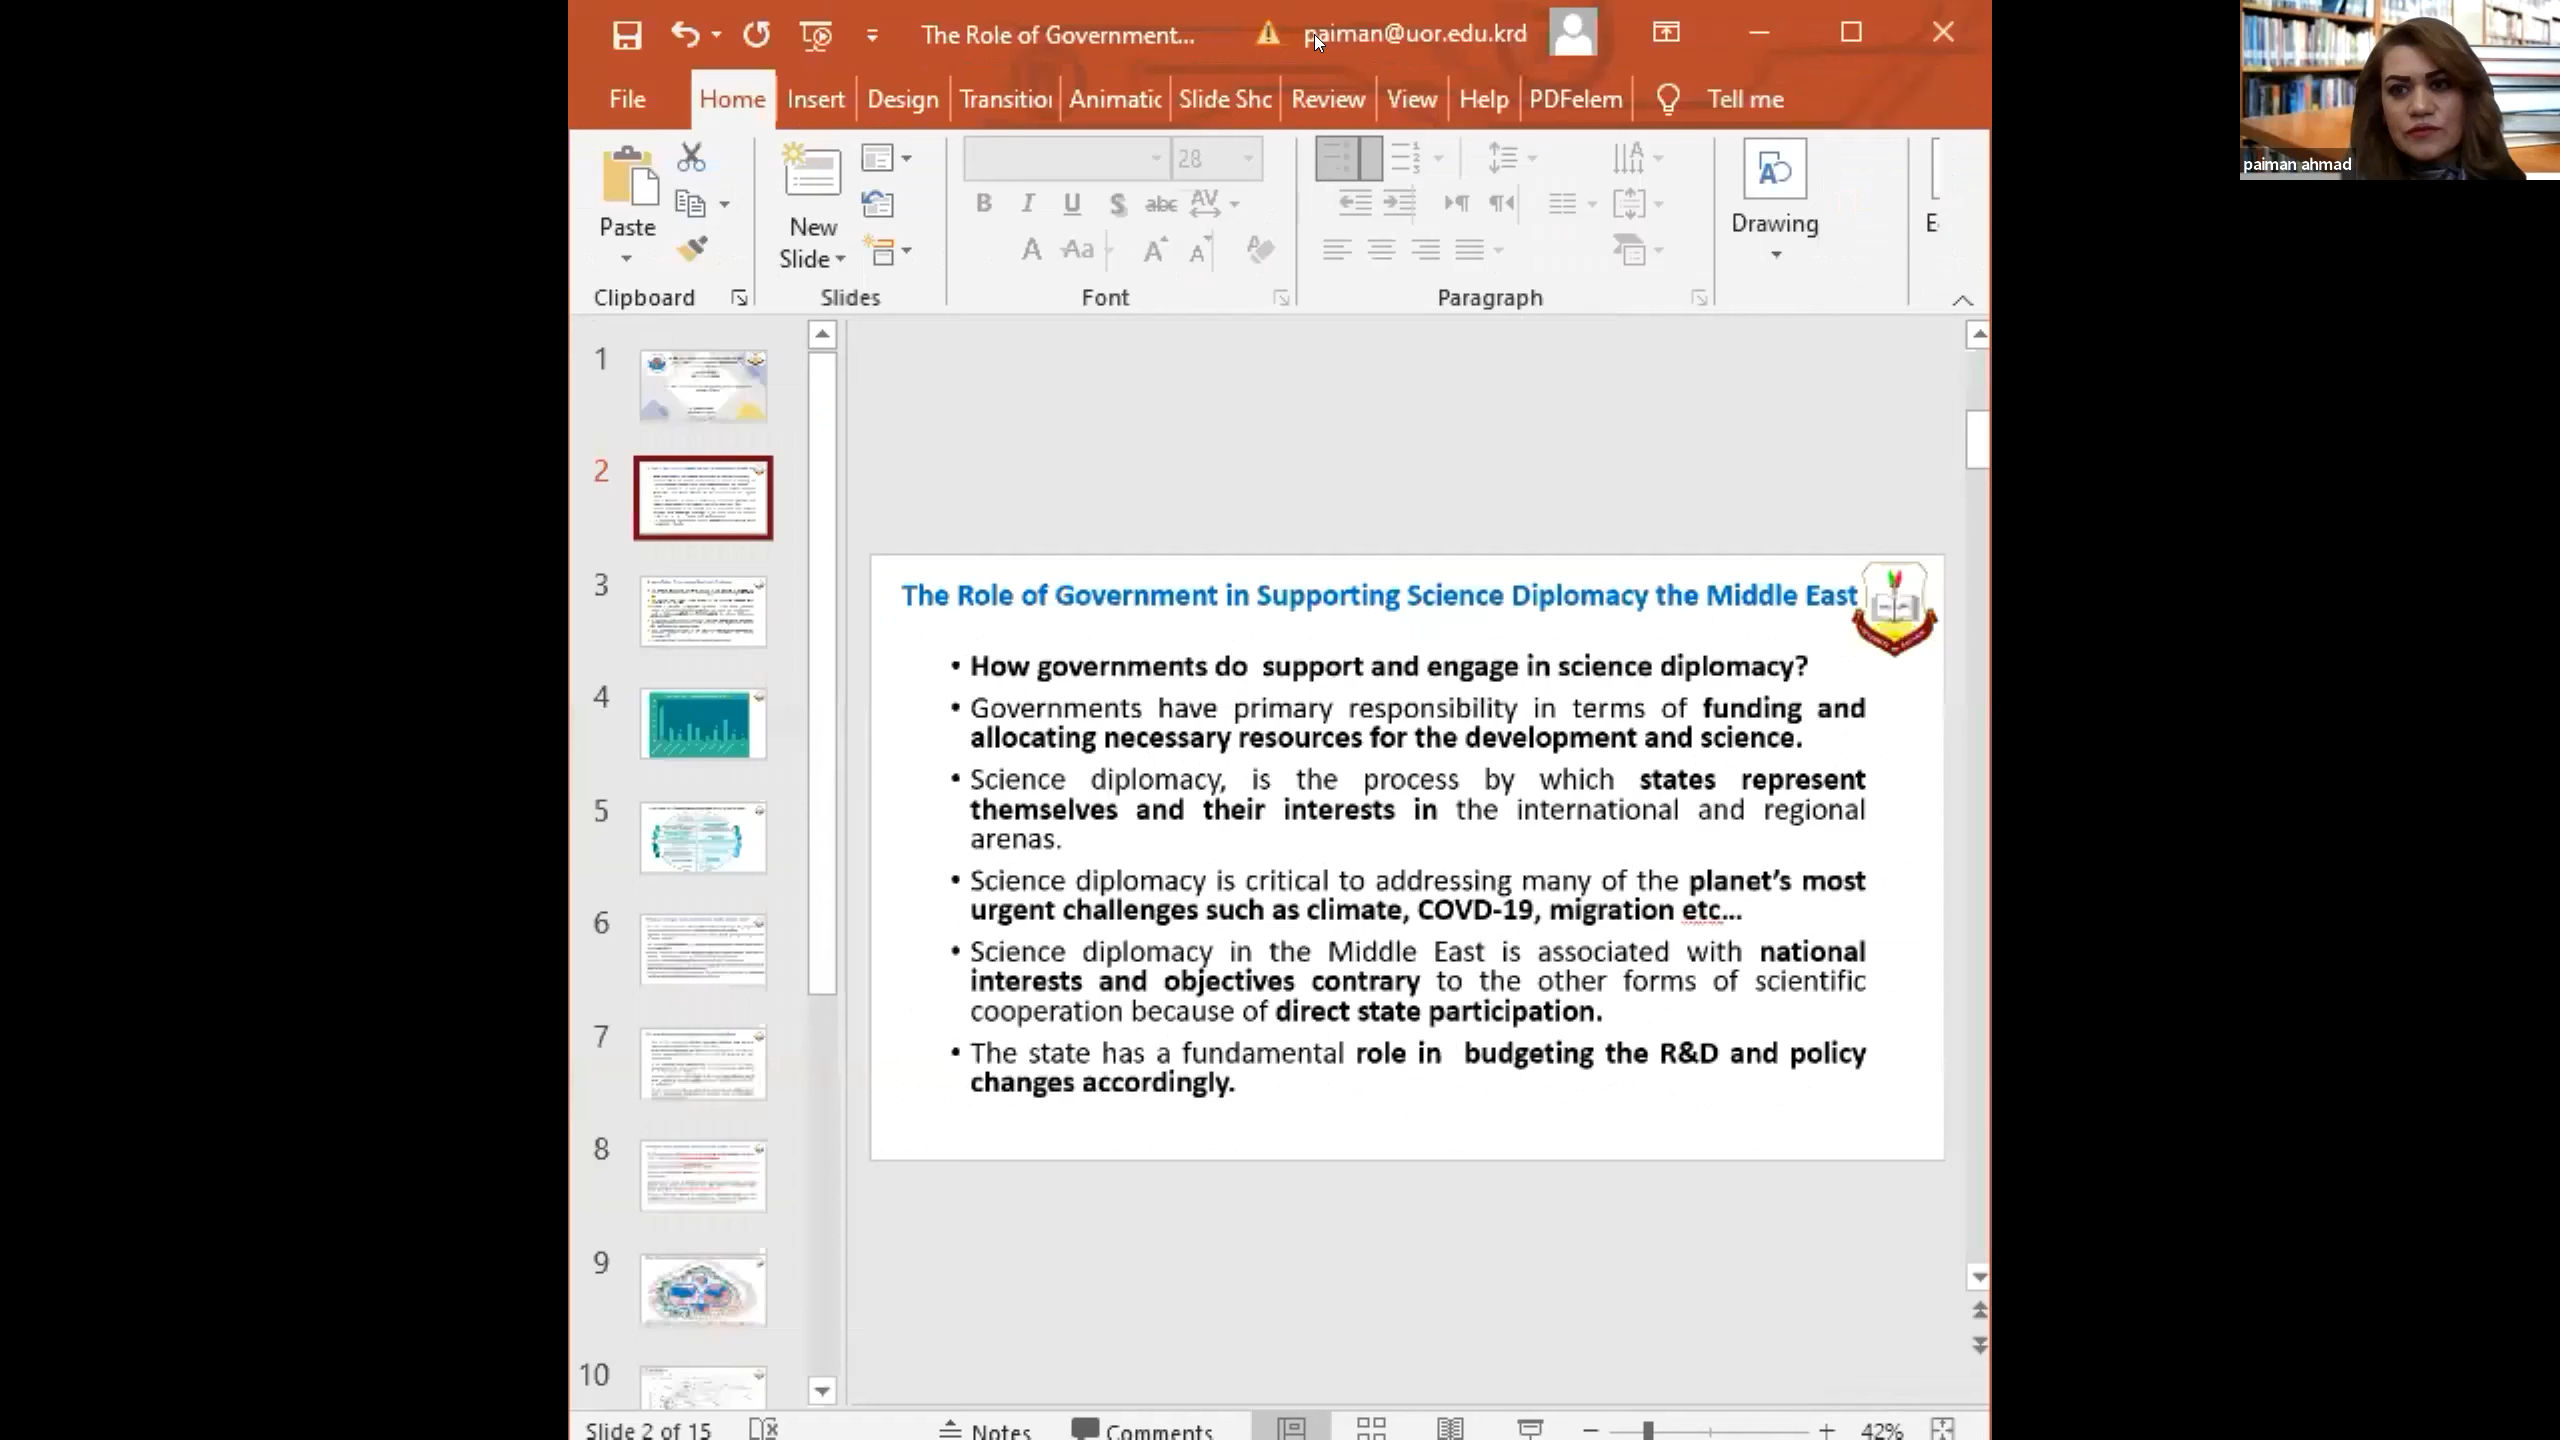 The Role of Government...
paiman@uor.edu.krd
File Home Insert Design Transitior Animatic Slide Shc Review View Help PDFelem Tell me
28
B I U S abc AV
A Aa A A
Paste
New
Slide
Drawing
E
Clipboard Slides Font Paragraph
paiman ahmad
1
2
3
4
5
6
7
8
9
10
The Role of Government in Supporting Science Diplomacy the Middle East
• How governments do support and engage in science diplomacy?
• Governments have primary responsibility in terms of funding and
allocating necessary resources for the development and science.
• Science diplomacy, is the process by which states represent
themselves and their interests in the international and regional
arenas.
• Science diplomacy is critical to addressing many of the planet's most
urgent challenges such as climate, COVD-19, migration etc...
• Science diplomacy in the Middle East is associated with national
interests and objectives contrary to the other forms of scientific
cooperation because of direct state participation.
• The state has a fundamental role in budgeting the R&D and policy
changes accordingly.
Slide 2 of 15 Notes Comments 42%